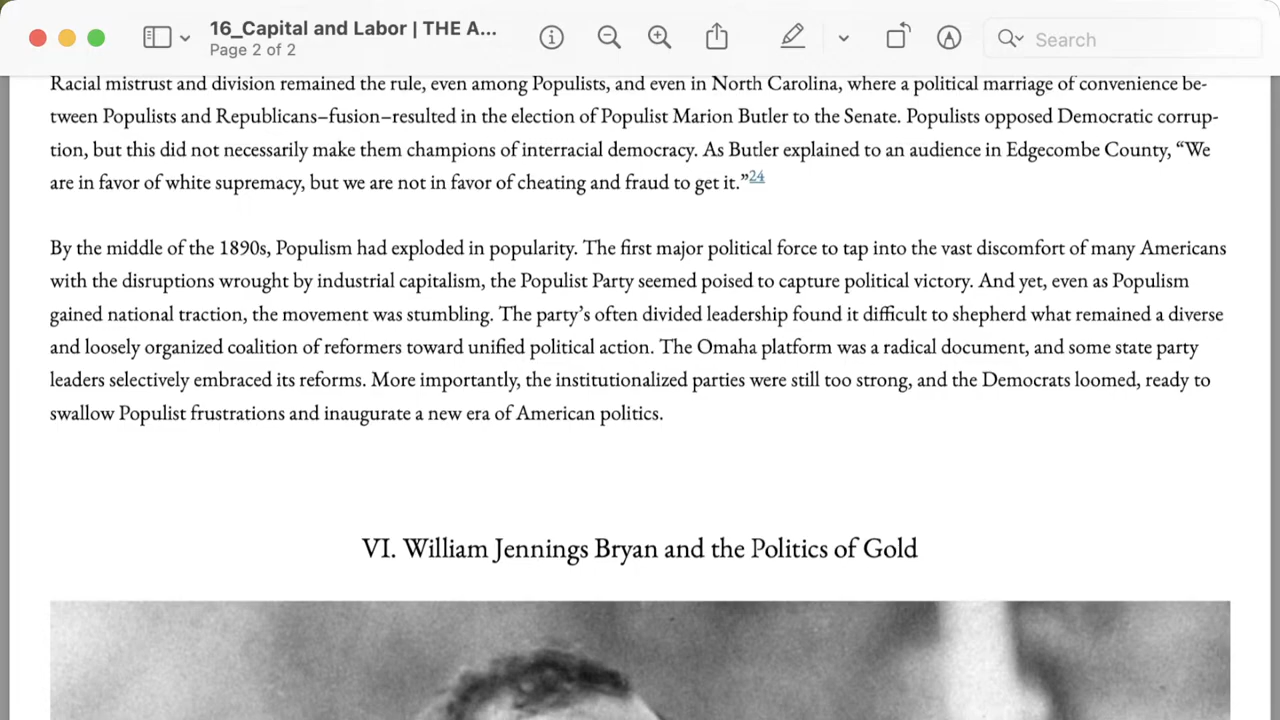 16_Capital and Labor | THE A...
Page 2 of 2
Search
Racial mistrust and division remained the rule, even among Populists, and even in North Carolina, where a political marriage of convenience be-
tween Populists and Republicans–fusion–resulted in the election of Populist Marion Butler to the Senate. Populists opposed Democratic corrup-
tion, but this did not necessarily make them champions of interracial democracy. As Butler explained to an audience in Edgecombe County, “We
are in favor of white supremacy, but we are not in favor of cheating and fraud to get it.”24
By the middle of the 1890s, Populism had exploded in popularity. The first major political force to tap into the vast discomfort of many Americans
with the disruptions wrought by industrial capitalism, the Populist Party seemed poised to capture political victory. And yet, even as Populism
gained national traction, the movement was stumbling. The party’s often divided leadership found it difficult to shepherd what remained a diverse
and loosely organized coalition of reformers toward unified political action. The Omaha platform was a radical document, and some state party
leaders selectively embraced its reforms. More importantly, the institutionalized parties were still too strong, and the Democrats loomed, ready to
swallow Populist frustrations and inaugurate a new era of American politics.
VI. William Jennings Bryan and the Politics of Gold